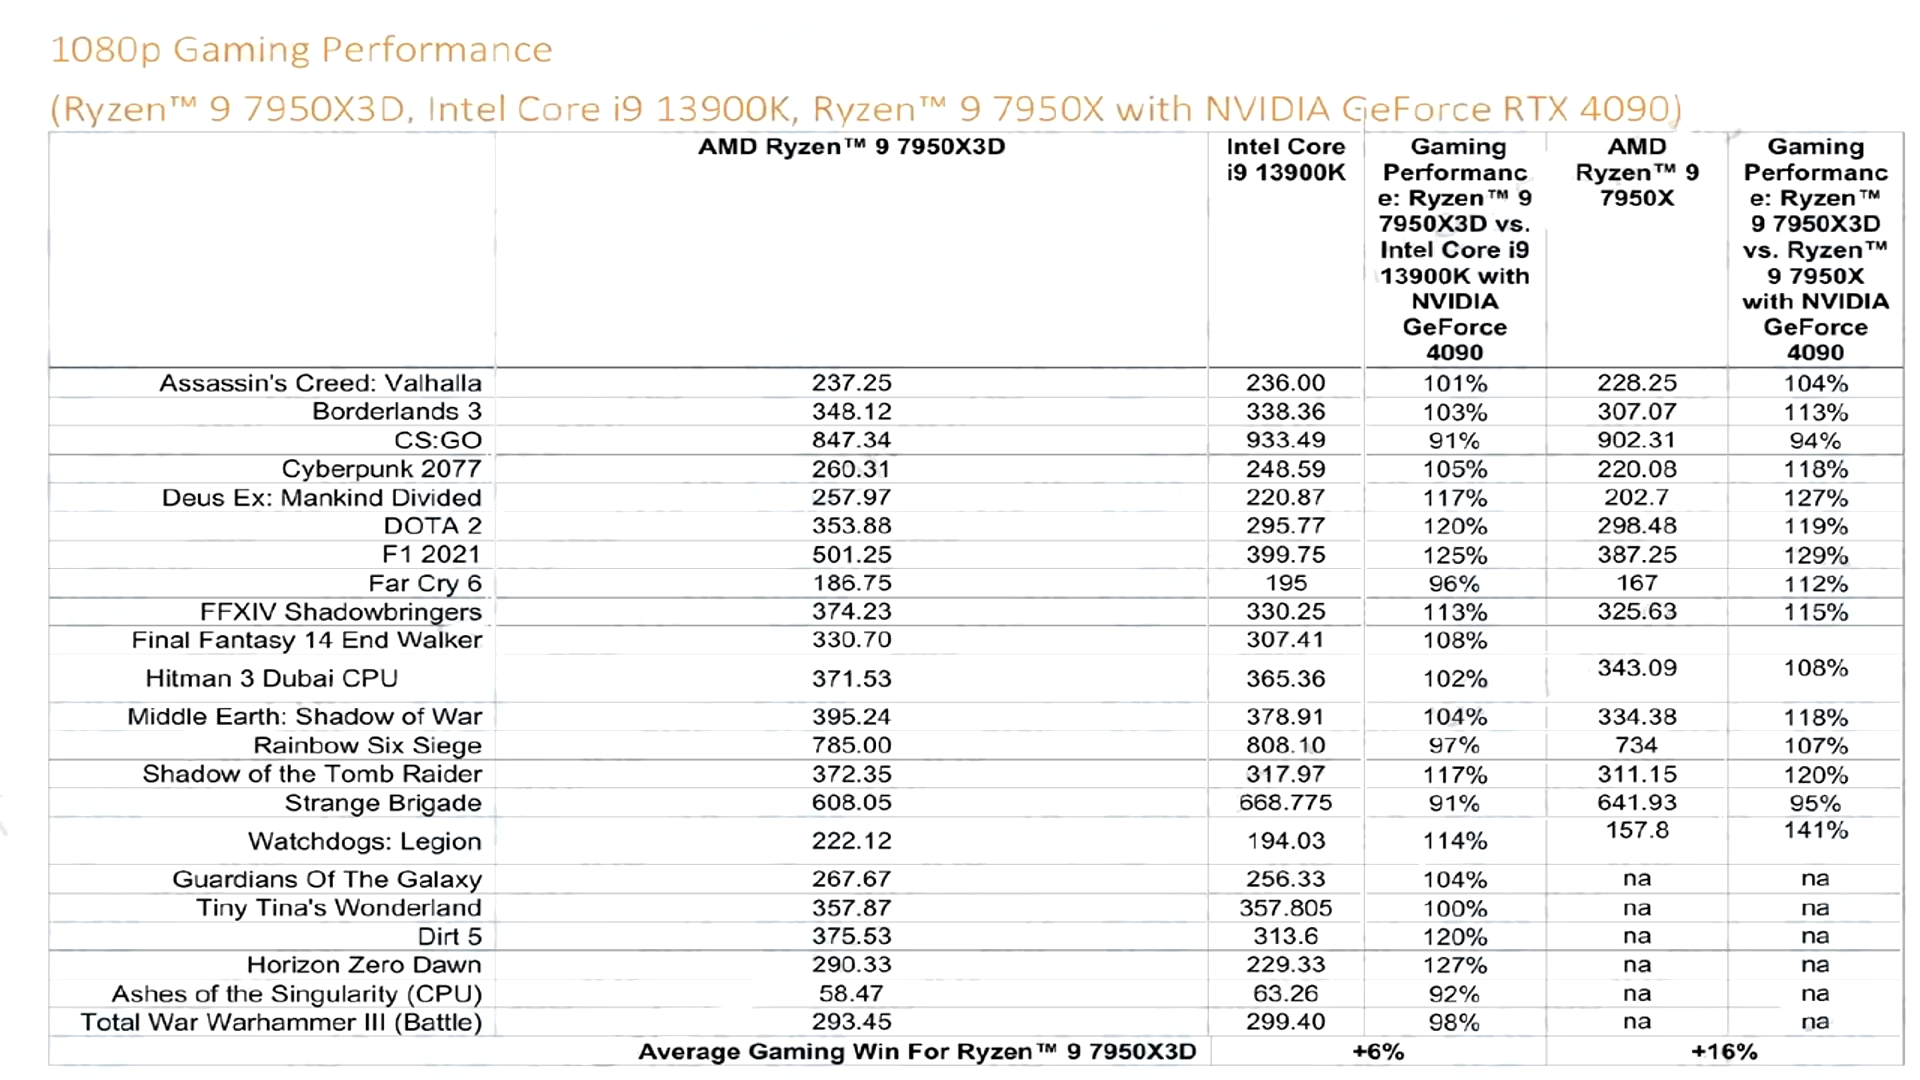 1080p Gaming Performance
(Ryzen™ 9 7950X3D, Intel Core i9 13900K, Ryzen™ 9 7950X with NVIDIA GeForce RTX 4090)
AMD Ryzen™ 9 7950X3D
Intel Core
i9 13900K
Gaming
Performanc
e: Ryzen™ 9
7950X3D vs.
Intel Core i9
13900K with
NVIDIA
GeForce
4090
AMD
Ryzen™ 9
7950X
Gaming
Performanc
e: Ryzen™
9 7950X3D
vs. Ryzen™
9 7950X
with NVIDIA
GeForce
4090
Assassin's Creed: Valhalla 237.25 236.00 101% 228.25 104%
Borderlands 3 348.12 338.36 103% 307.07 113%
CS:GO 847.34 933.49 91% 902.31 94%
Cyberpunk 2077 260.31 248.59 105% 220.08 118%
Deus Ex: Mankind Divided 257.97 220.87 117% 202.7 127%
DOTA 2 353.88 295.77 120% 298.48 119%
F1 2021 501.25 399.75 125% 387.25 129%
Far Cry 6 186.75 195 96% 167 112%
FFXIV Shadowbringers 374.23 330.25 113% 325.63 115%
Final Fantasy 14 End Walker 330.70 307.41 108%
Hitman 3 Dubai CPU 371.53 365.36 102% 343.09 108%
Middle Earth: Shadow of War 395.24 378.91 104% 334.38 118%
Rainbow Six Siege 785.00 808.10 97% 734 107%
Shadow of the Tomb Raider 372.35 317.97 117% 311.15 120%
Strange Brigade 608.05 668.775 91% 641.93 95%
Watchdogs: Legion 222.12 194.03 114% 157.8 141%
Guardians Of The Galaxy 267.67 256.33 104% na na
Tiny Tina's Wonderland 357.87 357.805 100% na na
Dirt 5 375.53 313.6 120% na na
Horizon Zero Dawn 290.33 229.33 127% na na
Ashes of the Singularity (CPU) 58.47 63.26 92% na na
Total War Warhammer III (Battle) 293.45 299.40 98% na na
Average Gaming Win For Ryzen™ 9 7950X3D +6% +16%